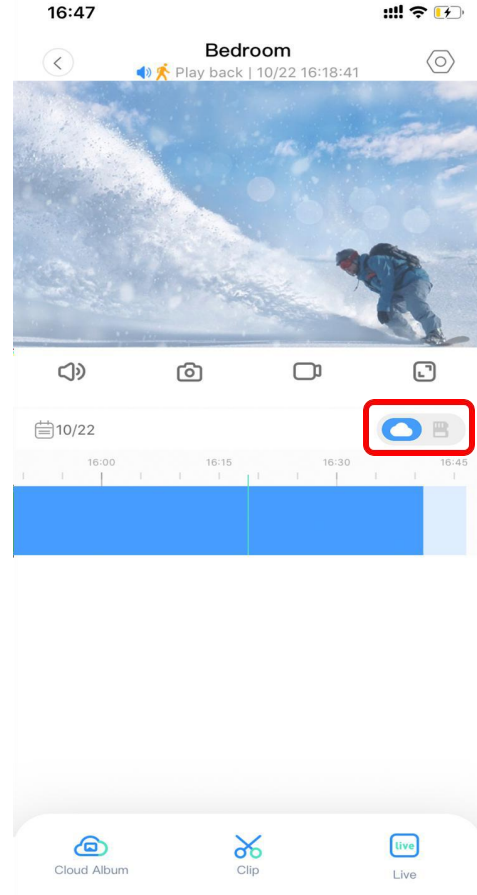 16:47
Bedroom
Play back | 10/22 16:18:41
10/22
16:00 16:15 16:30 16:45
Cloud Album Clip live Live